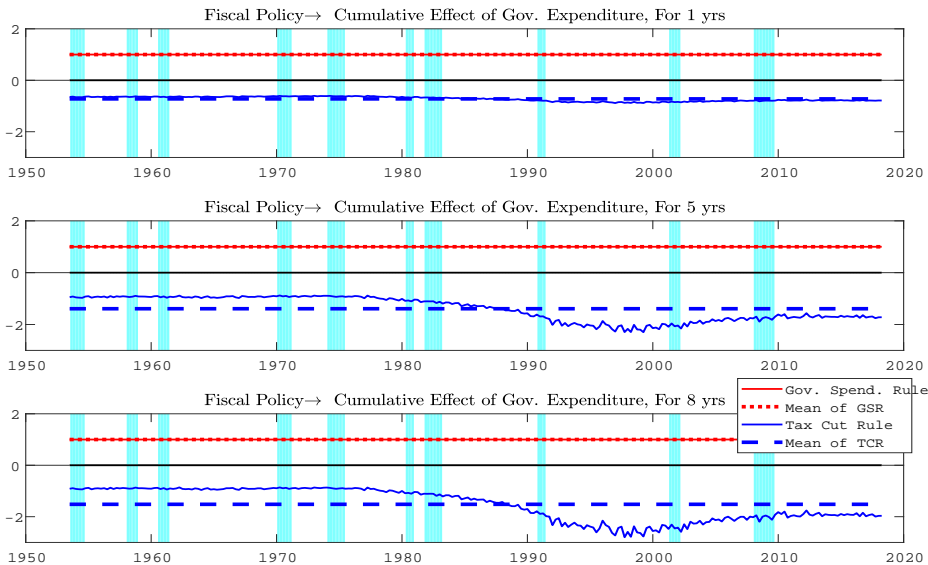 Fiscal Policy→ Cumulative Effect of Gov. Expenditure, For 1 yrs
2
0
-2
1950 1960 1970 1980 1990 2000 2010 2020
Fiscal Policy→ Cumulative Effect of Gov. Expenditure, For 5 yrs
2
0
-2
1950 1960 1970 1980 1990 2000 2010 2020
Fiscal Policy→ Cumulative Effect of Gov. Expenditure, For 8 yrs
Gov. Spend. Rule
Mean of GSR
Tax Cut Rule
Mean of TCR
2
0
-2
1950 1960 1970 1980 1990 2000 2010 2020